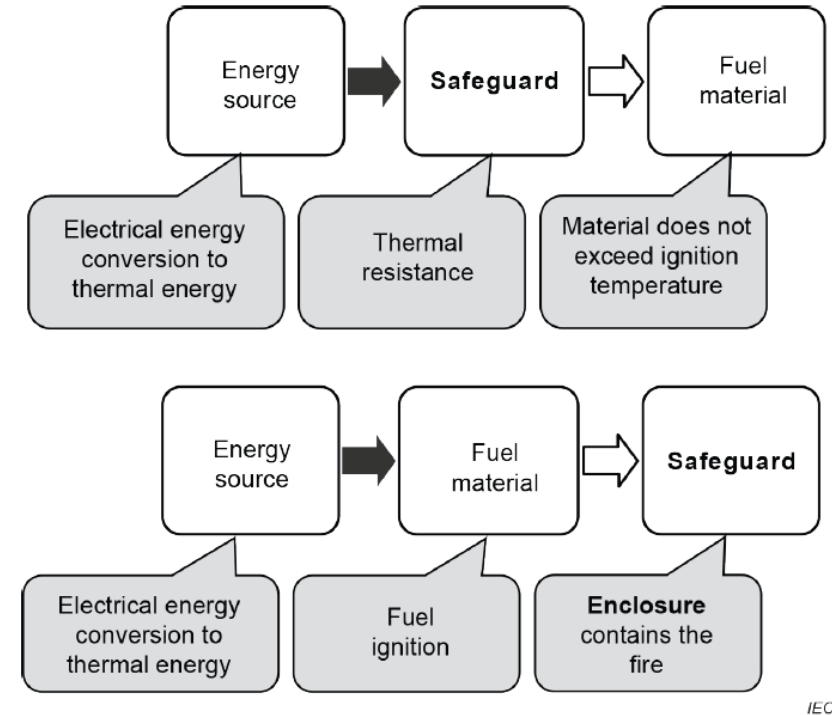 Energy
source
Safeguard
Fuel
material
Electrical energy
conversion to
thermal energy
Thermal
resistance
Material does not
exceed ignition
temperature
Energy
source
Fuel
material
Safeguard
Electrical energy
conversion to
thermal energy
Fuel
ignition
Enclosure
contains the
fire
IEC